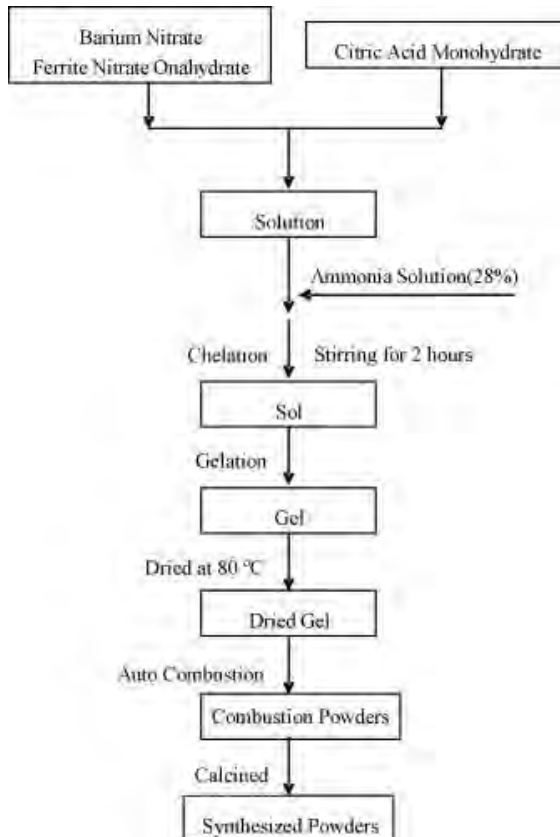 Barium Nitrate
Ferrite Nitrate Onahydrate
Citric Acid Monohydrate
Solution
Ammonia Solution(28%)
Chelation
Stirring for 2 hours
Sol
Gelation
Gel
Dried at 80 °C
Dried Gel
Auto Combustion
Combustion Powders
Calcined
Synthesized Powders